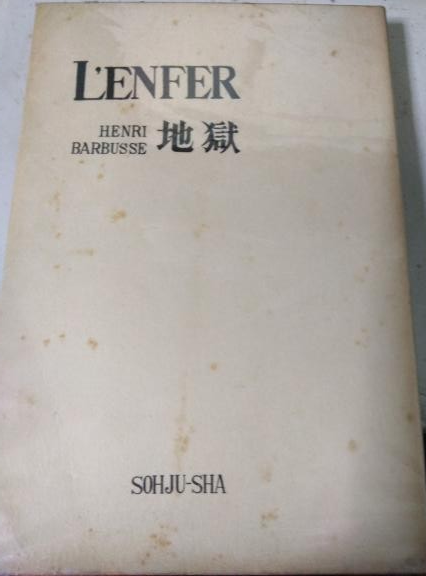 L'ENFER
HENRI
BARBUSSE 地獄
SOHJU-SHA